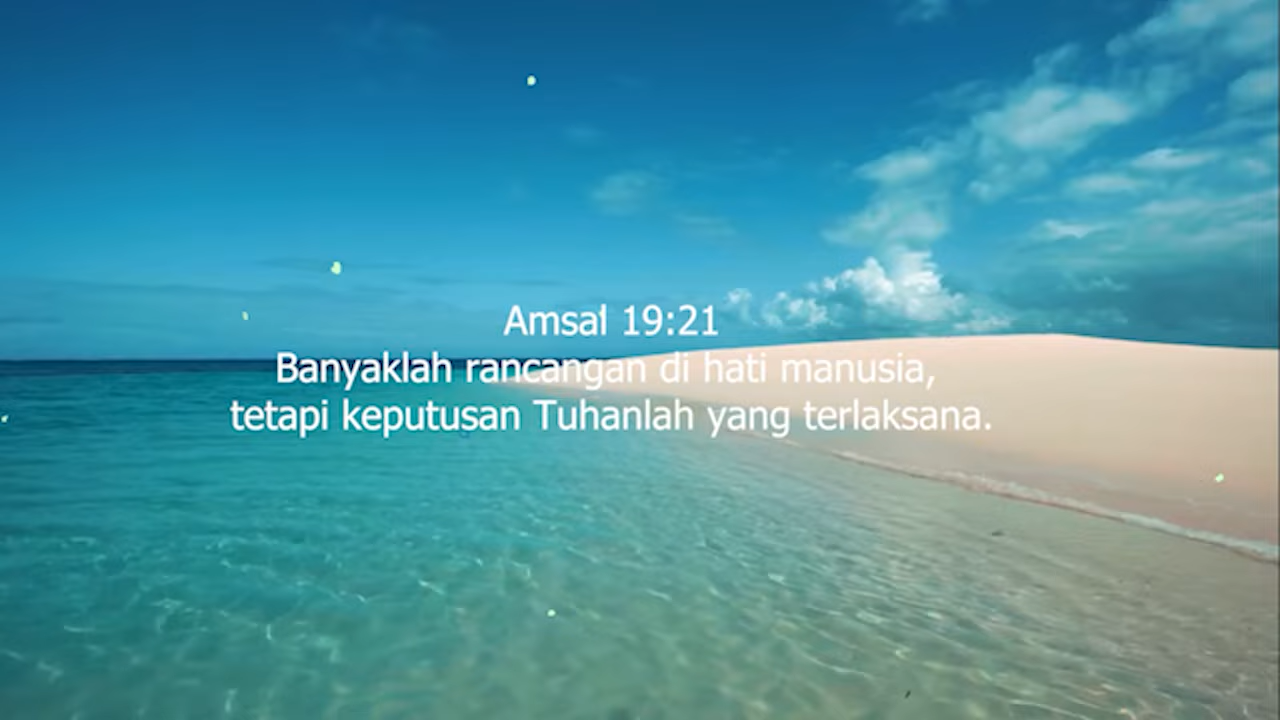 Amsal 19:21
Banyaklah rancangan di hati manusia,
tetapi keputusan Tuhanlah yang terlaksana.